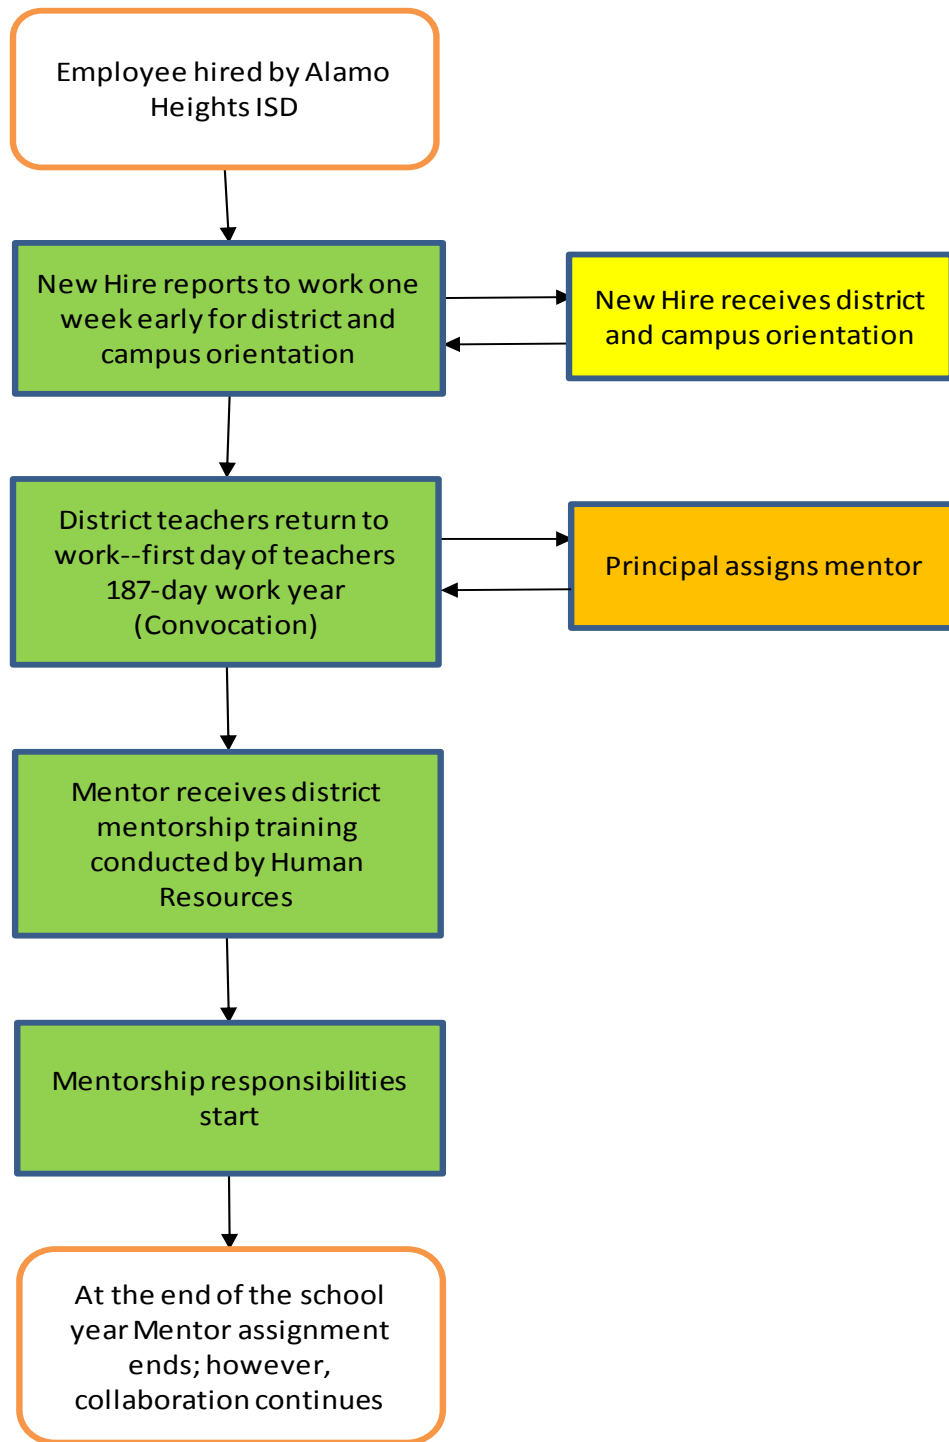 Employee hired by Alamo
Heights ISD
New Hire reports to work one
week early for district and
campus orientation
New Hire receives district
and campus orientation
District teachers return to
work--first day of teachers
187-day work year
(Convocation)
Principal assigns mentor
Mentor receives district
mentorship training
conducted by Human
Resources
Mentorship responsibilities
start
At the end of the school
year Mentor assignment
ends; however,
collaboration continues